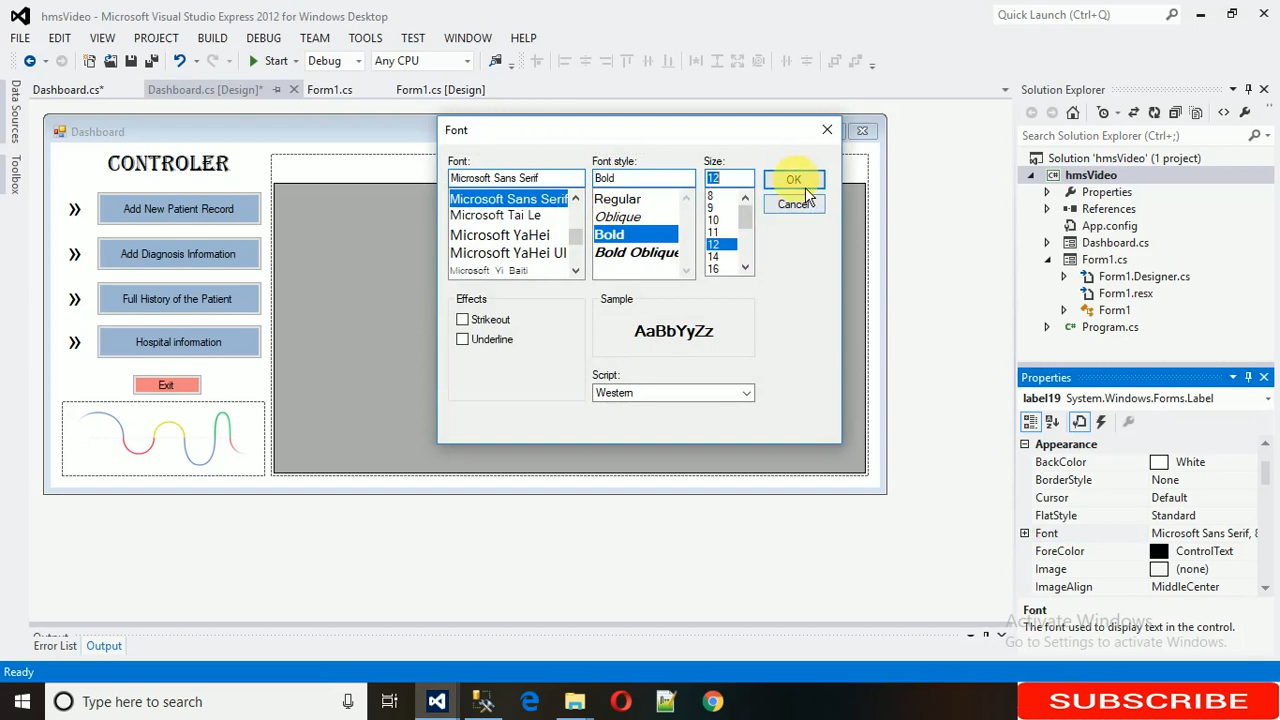 hmsVideo - Microsoft Visual Studio Express 2012 for Windows Desktop
Quick Launch (Ctrl+Q)
FILE EDIT VIEW PROJECT BUILD DEBUG TEAM TOOLS TEST WINDOW HELP
Start Debug Any CPU
Data Sources
Toolbox
Dashboard.cs* Dashboard.cs [Design]* Form1.cs Form1.cs [Design]
Dashboard
CONTROLER
Add New Patient Record
Add Diagnosis Information
Full History of the Patient
Hospital information
Exit
Font
Font: Font style: Size:
Microsoft Sans Serif Bold 12
OK
Cancel
Microsoft Sans Serif
Microsoft Tai Le
Microsoft YaHei
Microsoft YaHei UI
Microsoft Yi Baiti
Regular
Oblique
Bold
Bold Oblique
8
9
10
11
12
14
16
Effects
Strikeout
Underline
Sample
AaBbYyZz
Script:
Western
Solution Explorer
Search Solution Explorer (Ctrl+;)
Solution 'hmsVideo' (1 project)
hmsVideo
Properties
References
App.config
Dashboard.cs
Form1.cs
Form1.Designer.cs
Form1.resx
Form1
Program.cs
Properties
label19 System.Windows.Forms.Label
Appearance
BackColor White
BorderStyle None
Cursor Default
FlatStyle Standard
Font Microsoft Sans Serif, 8
ForeColor ControlText
Image (none)
ImageAlign MiddleCenter
Font
The font used to display text in the control.
Activate Windows
Go to Settings to activate Windows.
Output
Error List Output
Ready
Type here to search
SUBSCRIBE